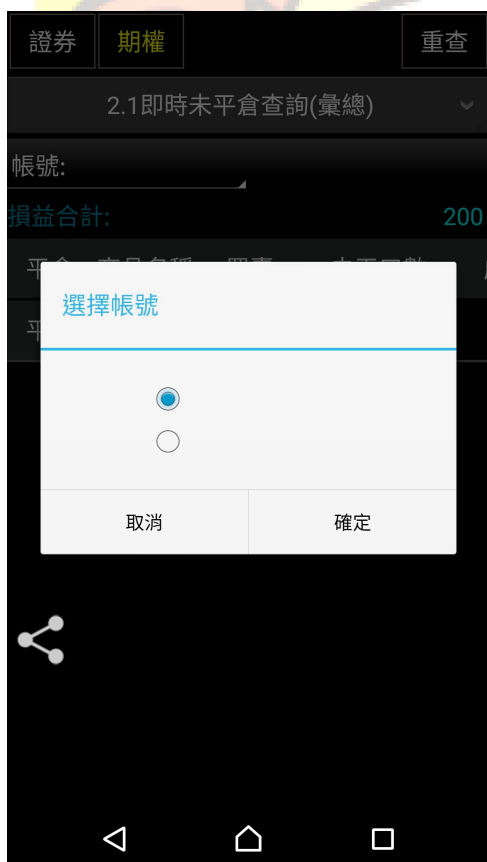 證券 期權 重查
2.1即時未平倉查詢(彙總)
帳號:
損益合計: 200
選擇帳號
取消 確定